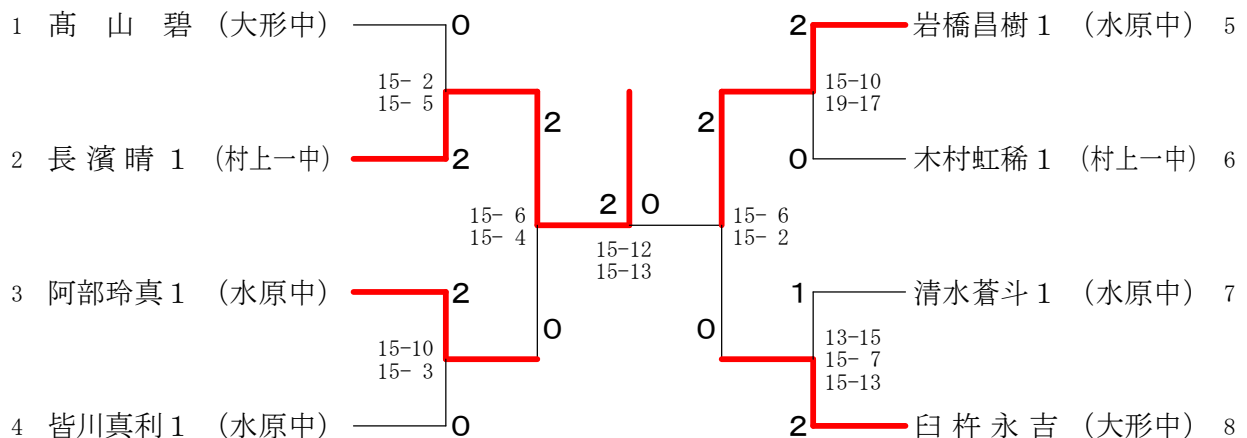 1 髙山碧 (大形中) 0
15- 2
15- 5
2 長濱晴1 (村上一中) 2
2
15- 6
15- 4
3 阿部玲真1 (水原中) 2
15-10
15- 3
0
4 皆川真利1 (水原中) 0
2 0
15-12
15-13
2 岩橋昌樹1 (水原中) 5
15-10
19-17
2
0 木村虹稀1 (村上一中) 6
15- 6
15- 2
1 清水蒼斗1 (水原中) 7
0
13-15
15- 7
15-13
2 臼杵永吉 (大形中) 8